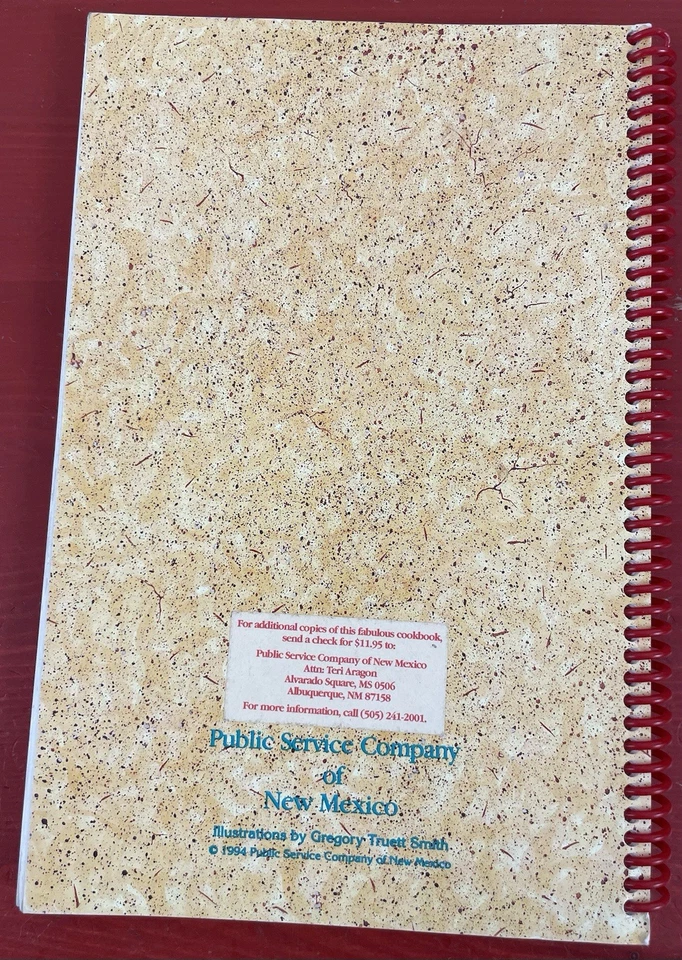 For additional copies of this fabulous cookbook,
send a check for $11.95 to:
Public Service Company of New Mexico
Attn: Teri Aragon
Alvarado Square, MS 0506
Albuquerque, NM 87158
For more information, call (505) 241-2001.
Public Service Company
of
New Mexico
Illustrations by Gregory Truett Smith
© 1994 Public Service Company of New Mexico